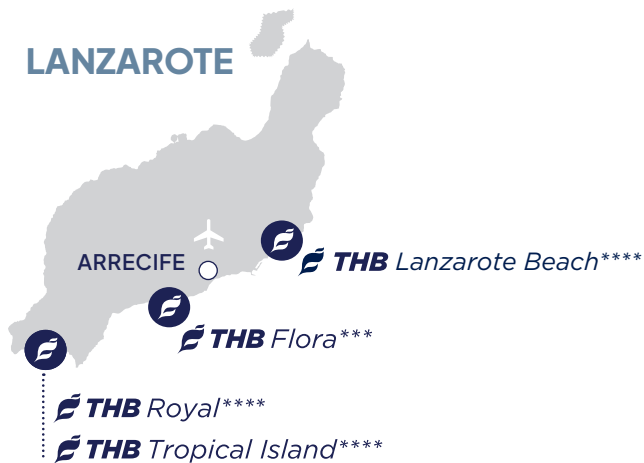 LANZAROTE
ARRECIFE
THB Lanzarote Beach****
THB Flora***
THB Royal****
THB Tropical Island****